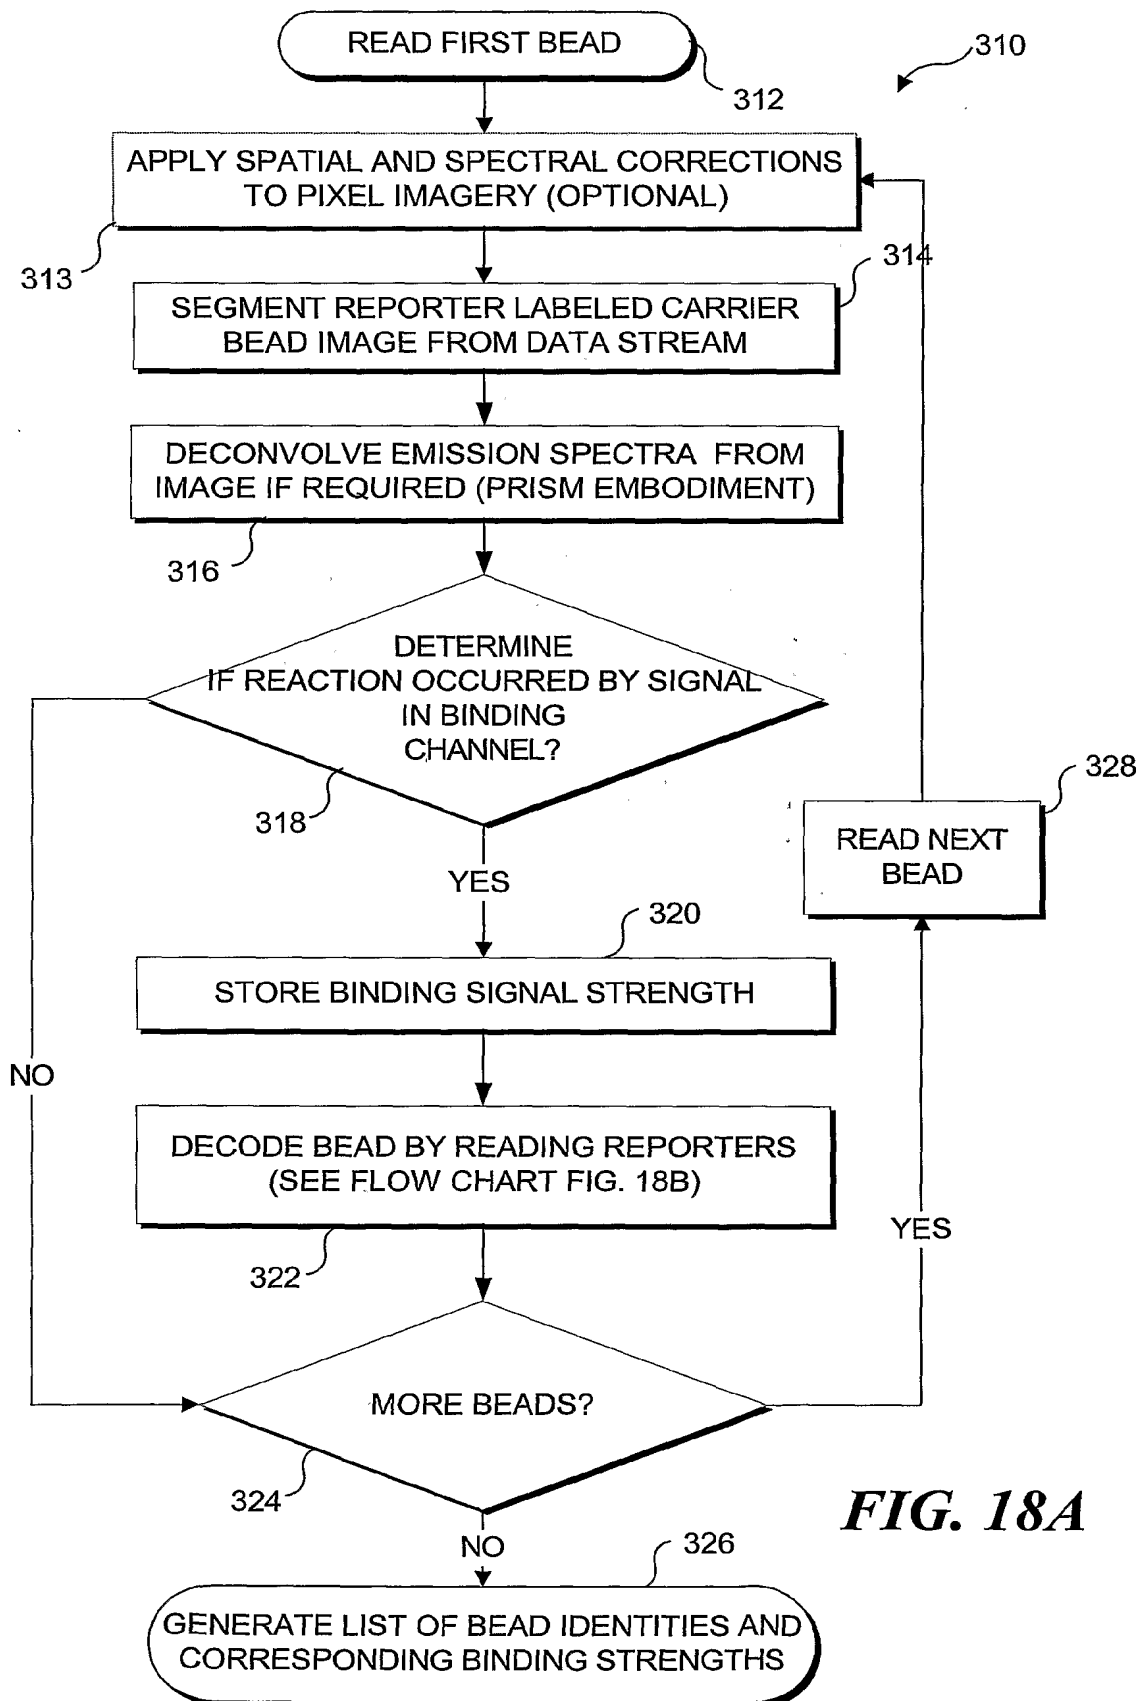 READ FIRST BEAD
310
312
APPLY SPATIAL AND SPECTRAL CORRECTIONS
TO PIXEL IMAGERY (OPTIONAL)
313
314
SEGMENT REPORTER LABELED CARRIER
BEAD IMAGE FROM DATA STREAM
DECONVOLVE EMISSION SPECTRA FROM
IMAGE IF REQUIRED (PRISM EMBODIMENT)
316
DETERMINE
IF REACTION OCCURRED BY SIGNAL
IN BINDING
CHANNEL?
318
328
READ NEXT
BEAD
YES
320
STORE BINDING SIGNAL STRENGTH
NO
DECODE BEAD BY READING REPORTERS
(SEE FLOW CHART FIG. 18B)
YES
322
MORE BEADS?
324
FIG. 18A
NO
326
GENERATE LIST OF BEAD IDENTITIES AND
CORRESPONDING BINDING STRENGTHS